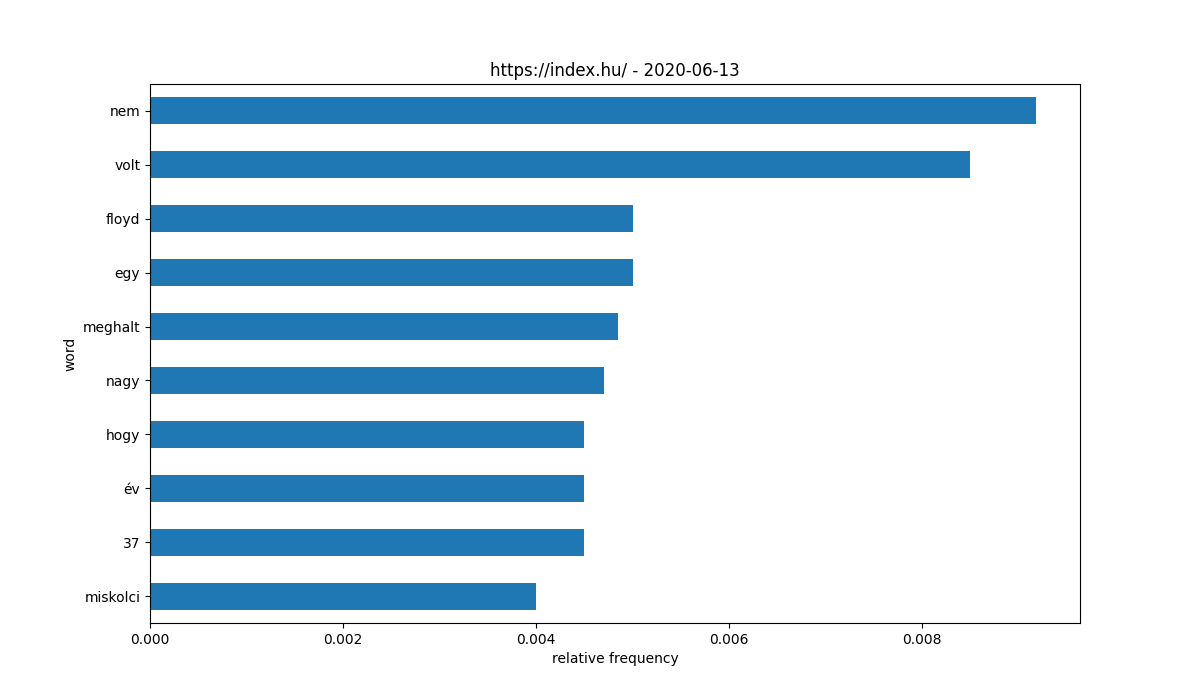 https://index.hu/ - 2020-06-13
nem
volt
floyd
egy
meghalt
nagy
hogy
év
37
miskolci
word
0.000 0.002 0.004 0.006 0.008
relative frequency